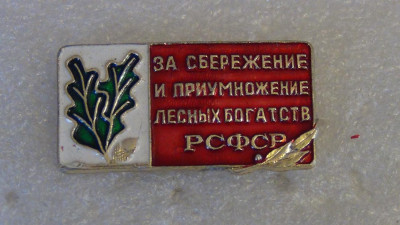 ЗА СБЕРЕЖЕНИЕ
И ПРИУМНОЖЕНИЕ
ЛЕСНЫХ БОГАТСТВ
РСФСР